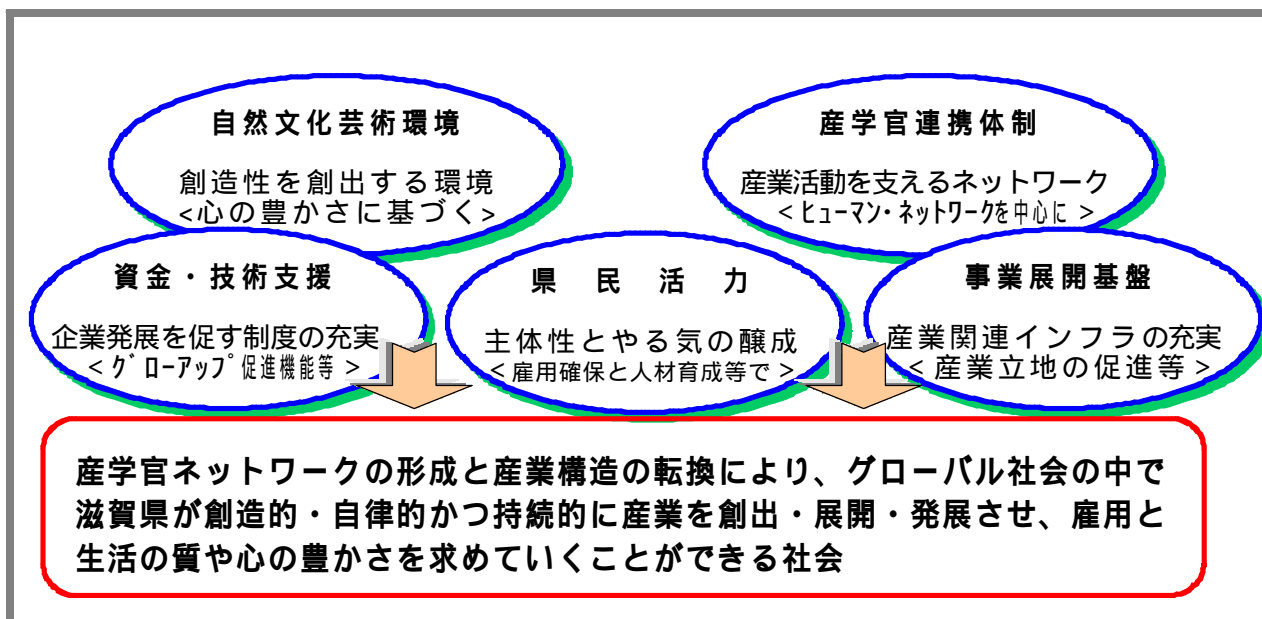 自然文化芸術環境
創造性を創出する環境
<心の豊かさに基づく>
産学官連携体制
産業活動を支えるネットワーク
<ヒューマン・ネットワークを中心に>
資金・技術支援
企業発展を促す制度の充実
<グローアップ促進機能等>
県民活力
主体性とやる気の醸成
<雇用確保と人材育成等で>
事業展開基盤
産業関連インフラの充実
<産業立地の促進等>
産学官ネットワークの形成と産業構造の転換により、グローバル社会の中で
滋賀県が創造的・自律的かつ持続的に産業を創出・展開・発展させ、雇用と
生活の質や心の豊かさを求めていくことができる社会